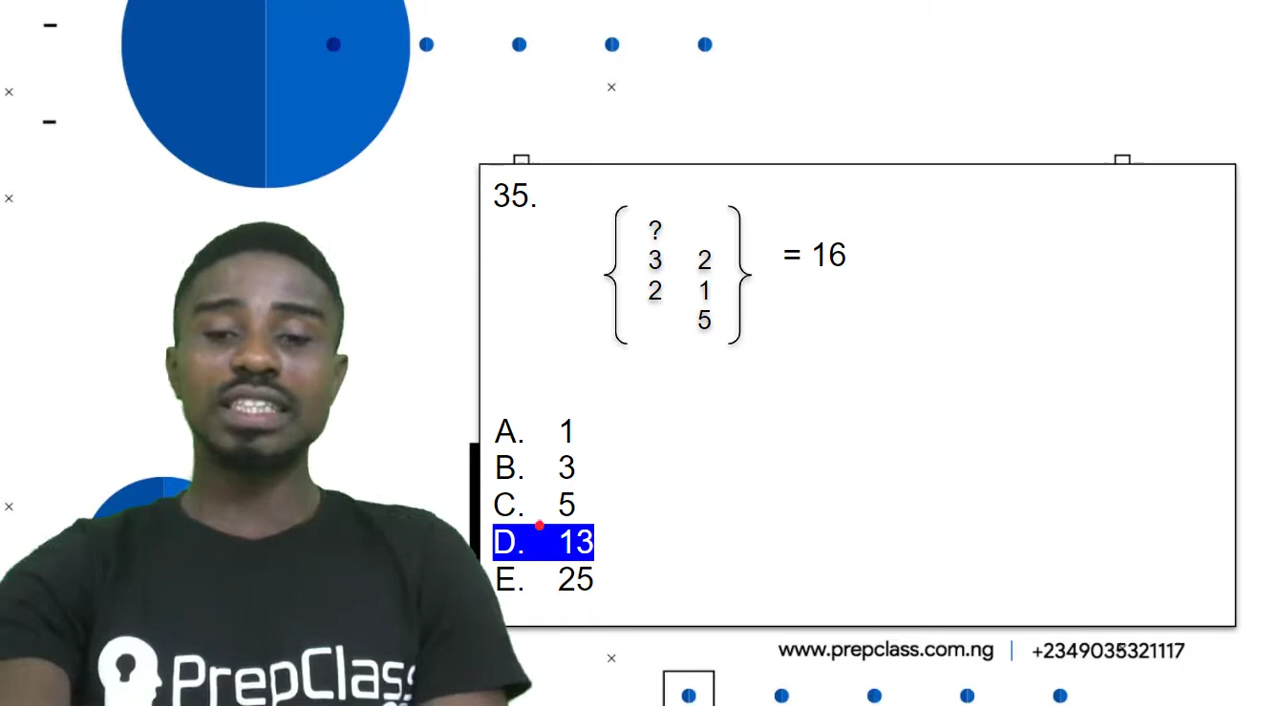 35.
?
3 2
2 1
5
= 16
A. 1
B. 3
C. 5
D. 13
E. 25
www.prepclass.com.ng | +2349035321117
PrepClass